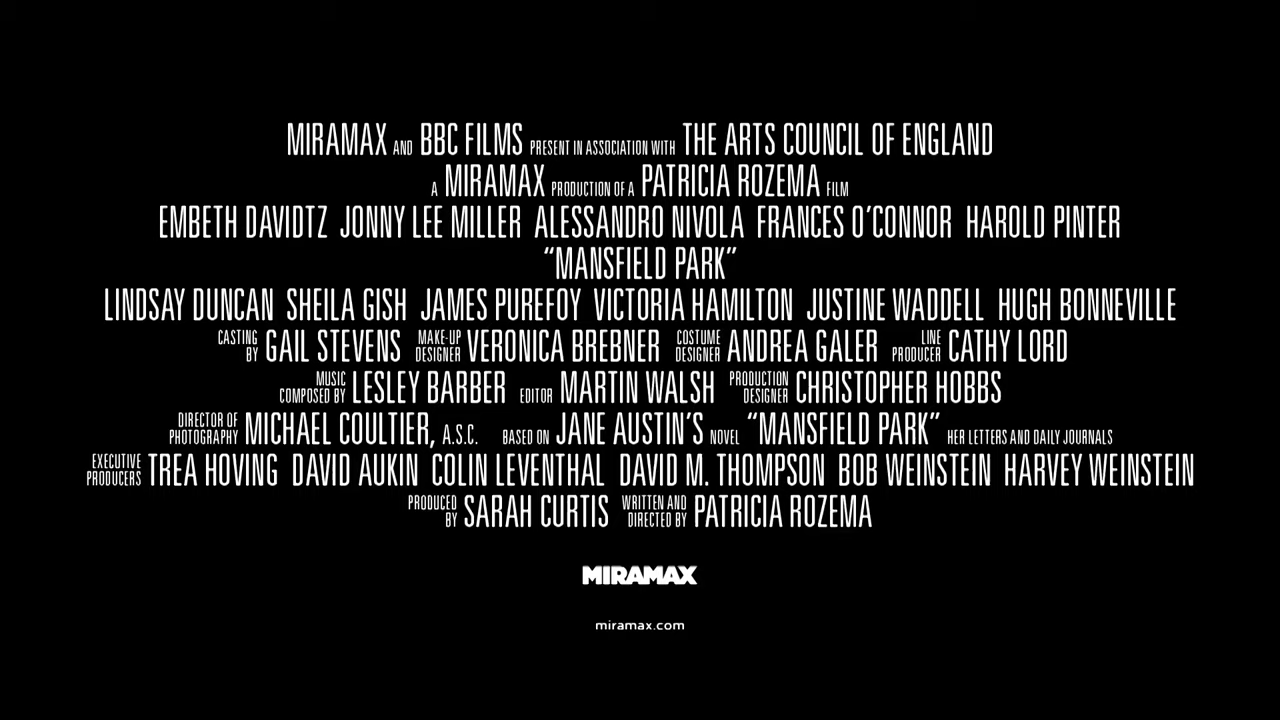 MIRAMAX AND BBC FILMS PRESENT IN ASSOCIATION WITH THE ARTS COUNCIL OF ENGLAND
A MIRAMAX PRODUCTION OF A PATRICIA ROZEMA FILM
EMBETH DAVIDTZ JONNY LEE MILLER ALESSANDRO NIVOLA FRANCES O'CONNOR HAROLD PINTER
“MANSFIELD PARK”
LINDSAY DUNCAN SHEILA GISH JAMES PUREFOY VICTORIA HAMILTON JUSTINE WADDELL HUGH BONNEVILLE
CASTING BY GAIL STEVENS MAKE-UP DESIGNER VERONICA BREBNER COSTUME DESIGNER ANDREA GALER LINE PRODUCER CATHY LORD
MUSIC COMPOSED BY LESLEY BARBER EDITOR MARTIN WALSH PRODUCTION DESIGNER CHRISTOPHER HOBBS
DIRECTOR OF PHOTOGRAPHY MICHAEL COULTIER, A.S.C. BASED ON JANE AUSTIN'S NOVEL “MANSFIELD PARK” HER LETTERS AND DAILY JOURNALS
EXECUTIVE PRODUCERS TREA HOVING DAVID AUKIN COLIN LEVENTHAL DAVID M. THOMPSON BOB WEINSTEIN HARVEY WEINSTEIN
PRODUCED BY SARAH CURTIS WRITTEN AND DIRECTED BY PATRICIA ROZEMA
MIRAMAX
miramax.com